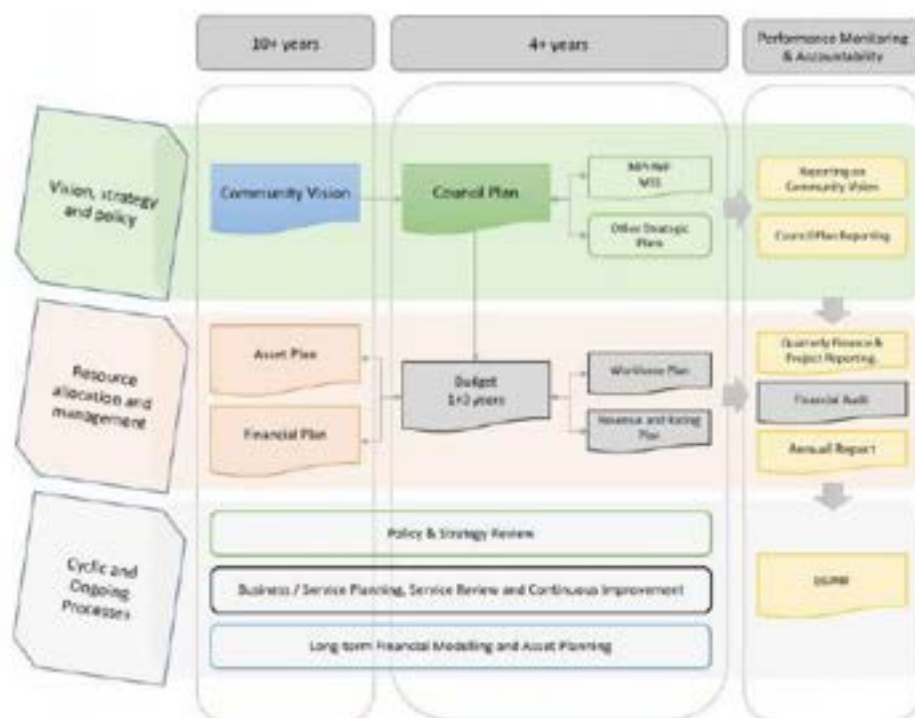 10+ years
4+ years
Performance Monitoring
& Accountability
Vision, strategy
and policy
Community Vision
Council Plan
Other Strategic
Plans
Reporting on
Community Vision
Council Plan Reporting
Resource
allocation and
management
Asset Plan
Financial Plan
Budget
1+3 years
Workforce Plan
Revenue and Rating
Plan
Quarterly Finance &
Project Reporting.
Financial Audit
Annual Report
Cyclic and
Ongoing
Processes
Policy & Strategy Review
Business / Service Planning, Service Review and Continuous Improvement
Long-term Financial Modelling and Asset Planning